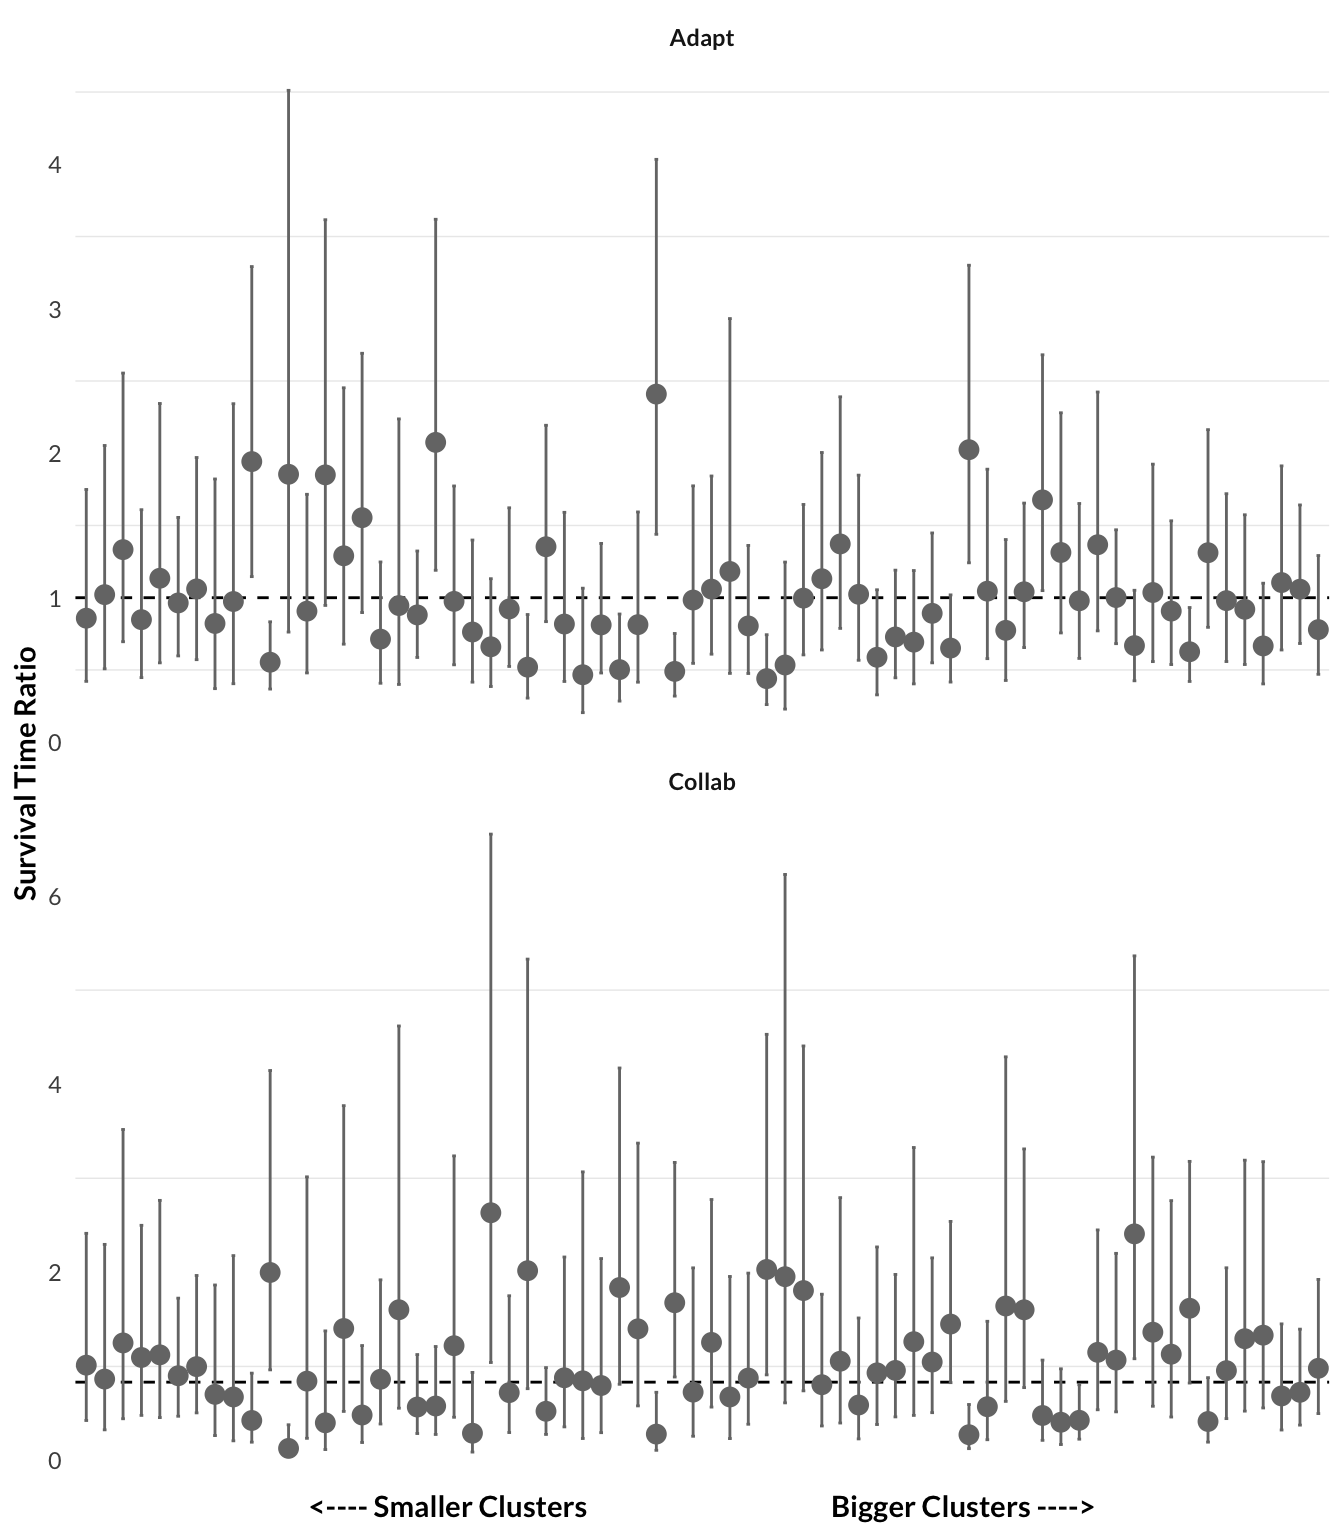 Adapt
4
3
2
1
0
Survival Time Ratio
Collab
6
4
2
0
<---- Smaller Clusters
Bigger Clusters ---->